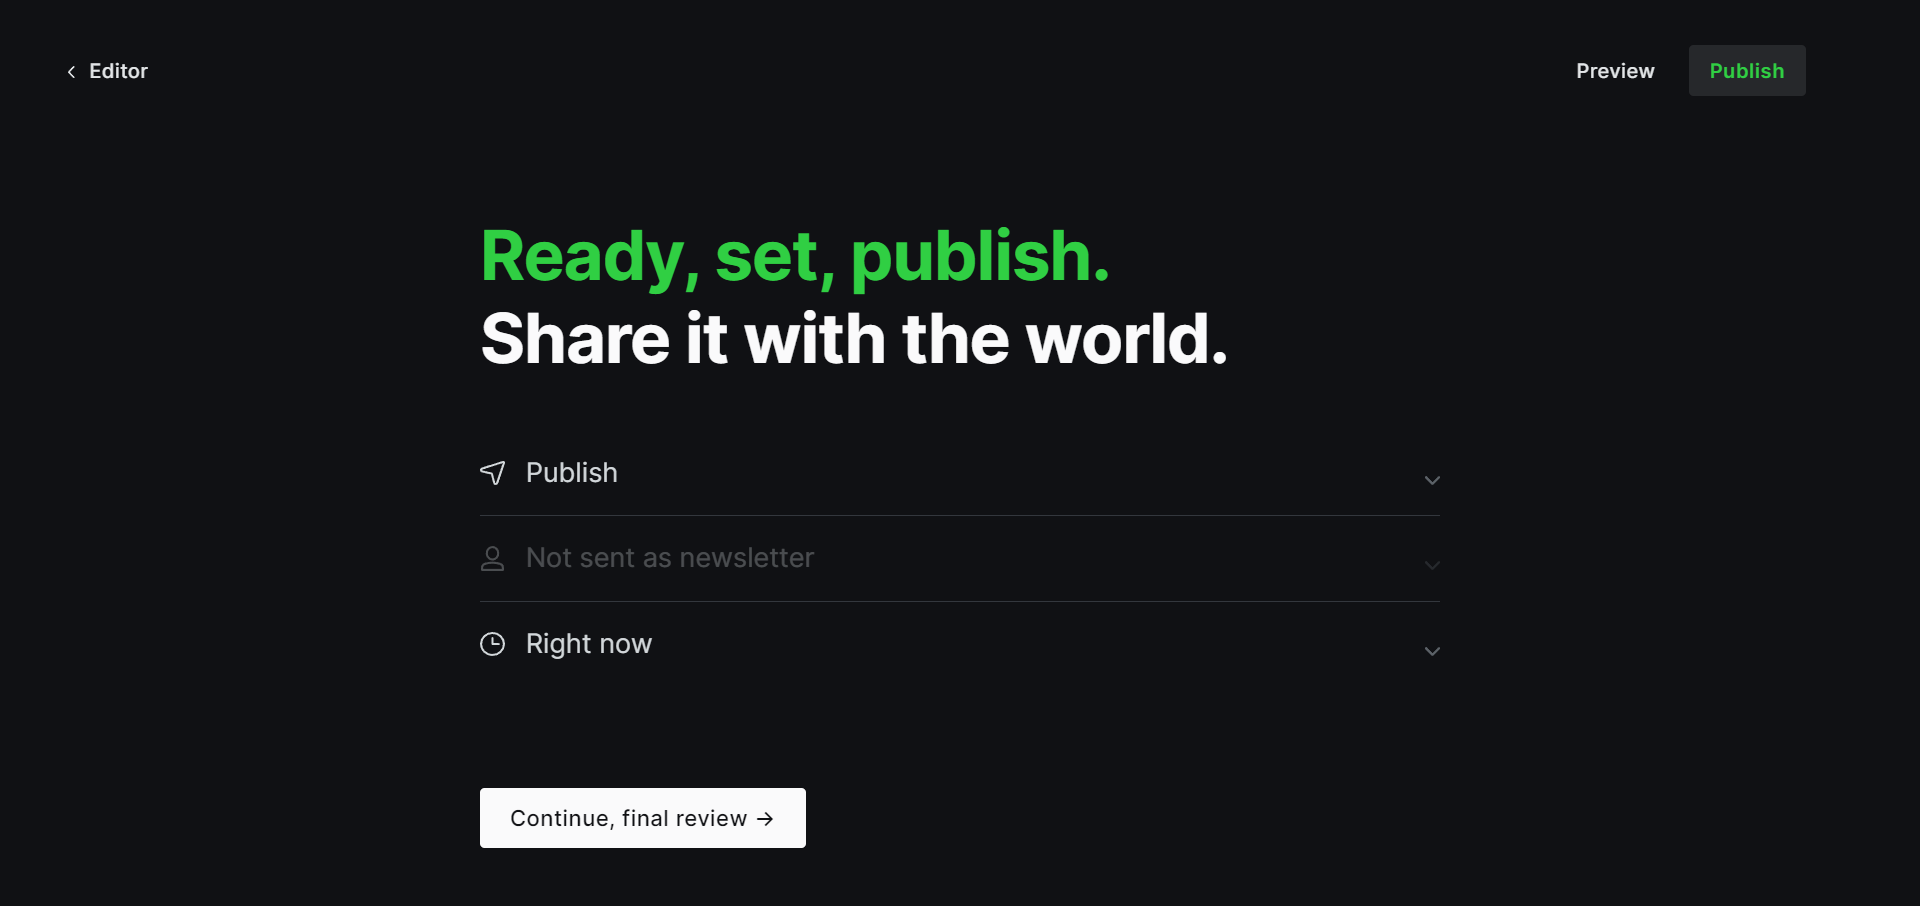 Editor
Preview
Publish
Ready, set, publish.
Share it with the world.
Publish
Not sent as newsletter
Right now
Continue, final review →